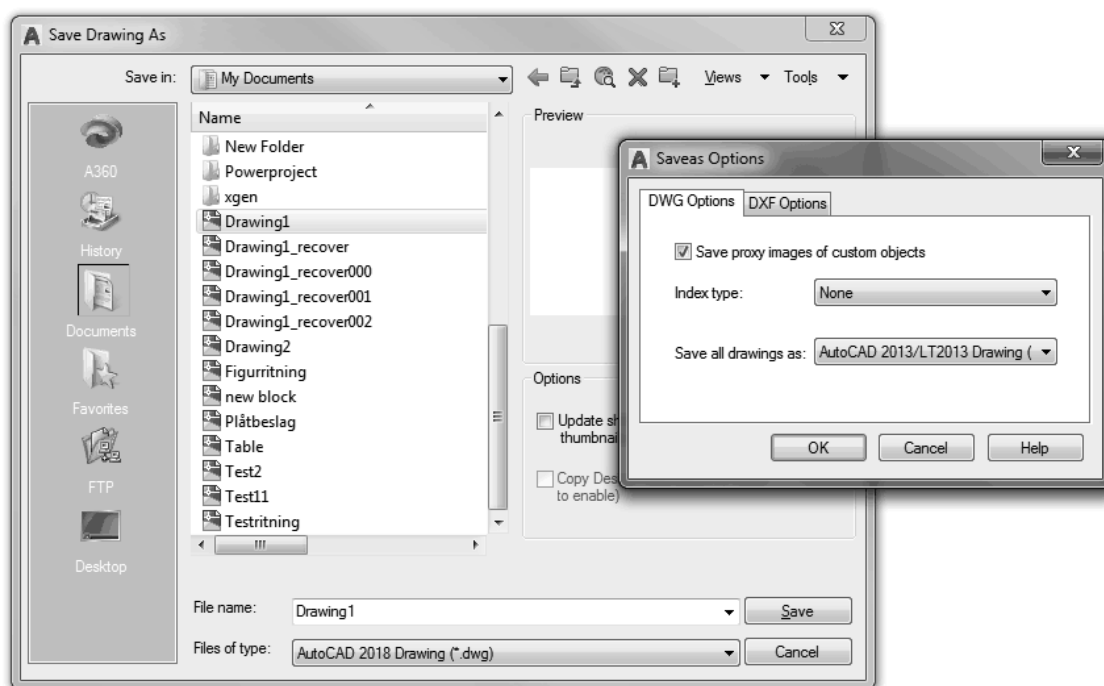 Save Drawing As
Save in:
My Documents
Views
Tools
A360
History
Documents
Favorites
FTP
Desktop
Name
New Folder
Powerproject
xgen
Drawing1
Drawing1_recover
Drawing1_recover000
Drawing1_recover001
Drawing1_recover002
Drawing2
Figurritning
new block
Plåtbeslag
Table
Test2
Test11
Testritning
Preview
Options
Update
Copy
to enable)
File name:
Drawing1
Save
Files of type:
AutoCAD 2018 Drawing (*.dwg)
Cancel
Saveas Options
DWG Options
DXF Options
Save proxy images of custom objects
Index type:
None
Save all drawings as:
AutoCAD 2013/LT2013 Drawing (
OK
Cancel
Help